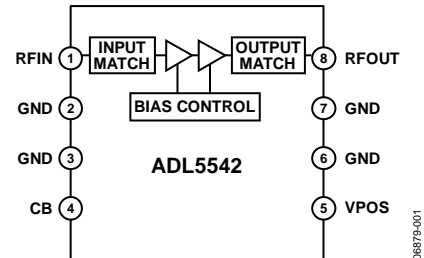 RFIN 1 INPUT MATCH OUTPUT MATCH 8 RFOUT
GND 2 BIAS CONTROL 7 GND
GND 3 ADL5542 6 GND
CB 4 5 VPOS
06879-001